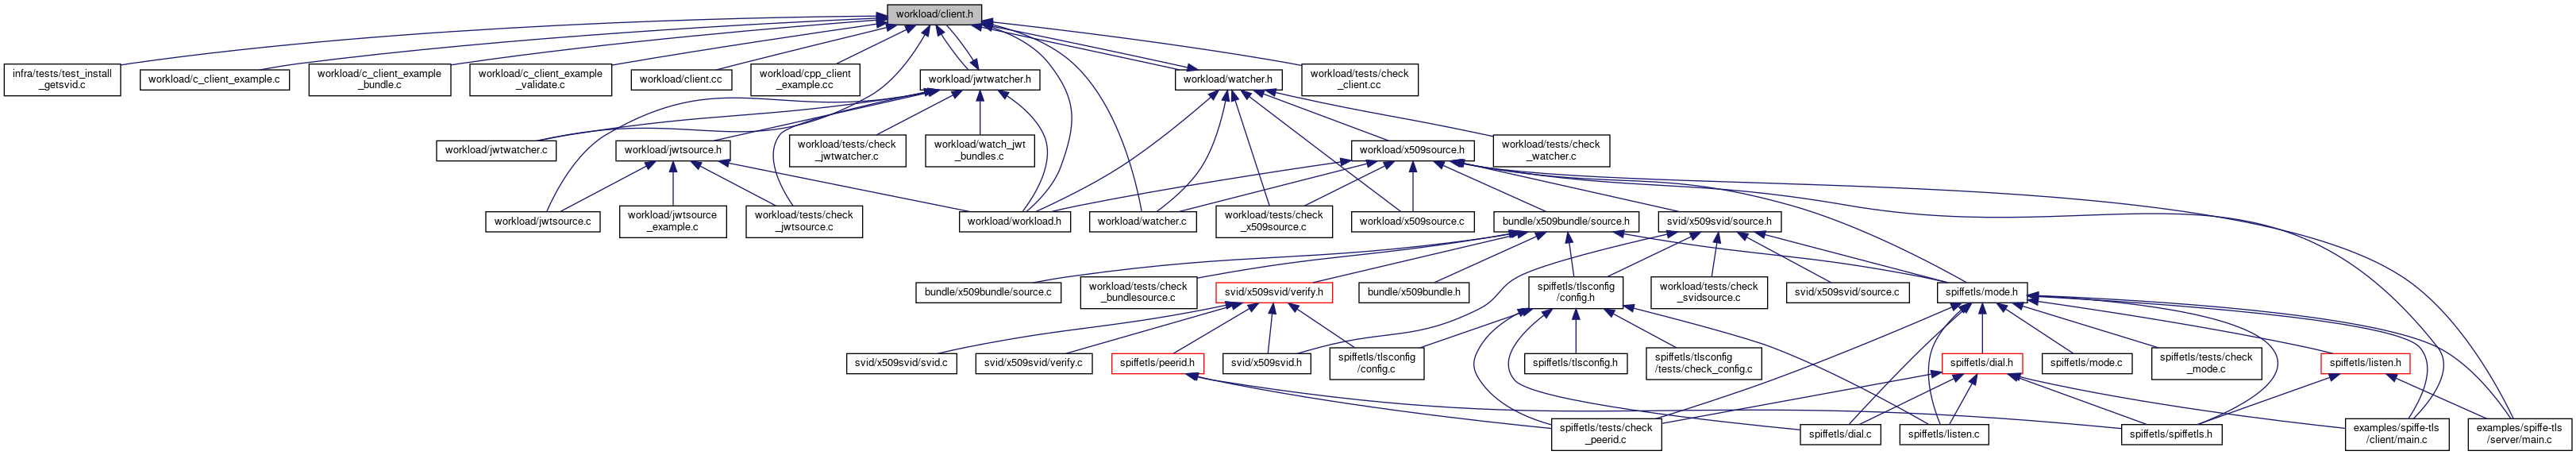 workload/client.h
infra/tests/test_install
_getsvid.c
workload/c_client_example.c
workload/c_client_example
_bundle.c
workload/c_client_example
_validate.c
workload/client.cc
workload/cpp_client
_example.cc
workload/jwtwatcher.h
workload/watcher.h
workload/tests/check
_client.cc
workload/jwtwatcher.c
workload/jwtsource.h
workload/tests/check
_jwtwatcher.c
workload/watch_jwt
_bundles.c
workload/x509source.h
workload/tests/check
_watcher.c
workload/jwtsource.c
workload/jwtsource
_example.c
workload/tests/check
_jwtsource.c
workload/workload.h
workload/watcher.c
workload/tests/check
_x509source.c
workload/x509source.c
bundle/x509bundle/source.h
svid/x509svid/source.h
bundle/x509bundle/source.c
workload/tests/check
_bundlesource.c
svid/x509svid/verify.h
bundle/x509bundle.h
spiffetls/tlsconfig
/config.h
workload/tests/check
_svidsource.c
svid/x509svid/source.c
spiffetls/mode.h
svid/x509svid/svid.c
svid/x509svid/verify.c
spiffetls/peerid.h
svid/x509svid.h
spiffetls/tlsconfig
/config.c
spiffetls/tlsconfig.h
spiffetls/tlsconfig
/tests/check_config.c
spiffetls/dial.h
spiffetls/mode.c
spiffetls/tests/check
_mode.c
spiffetls/listen.h
spiffetls/tests/check
_peerid.c
spiffetls/dial.c
spiffetls/listen.c
spiffetls/spiffetls.h
examples/spiffe-tls
/client/main.c
examples/spiffe-tls
/server/main.c